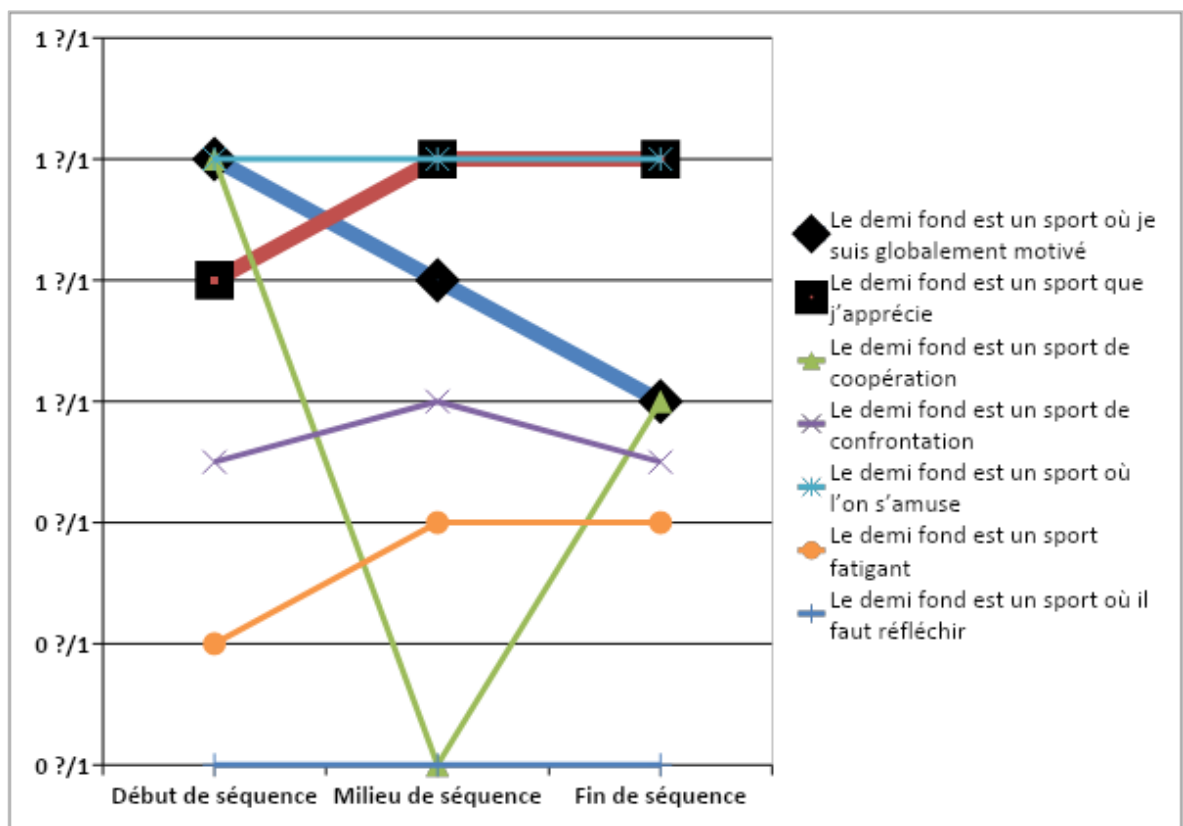 1 ?/1
1 ?/1
1 ?/1
1 ?/1
0 ?/1
0 ?/1
0 ?/1
Début de séquence
Milieu de séquence
Fin de séquence
Le demi fond est un sport où je
suis globalement motivé
Le demi fond est un sport que
j'apprécie
Le demi fond est un sport de
coopération
Le demi fond est un sport de
confrontation
Le demi fond est un sport où
l'on s'amuse
Le demi fond est un sport
fatigant
Le demi fond est un sport où il
faut réfléchir